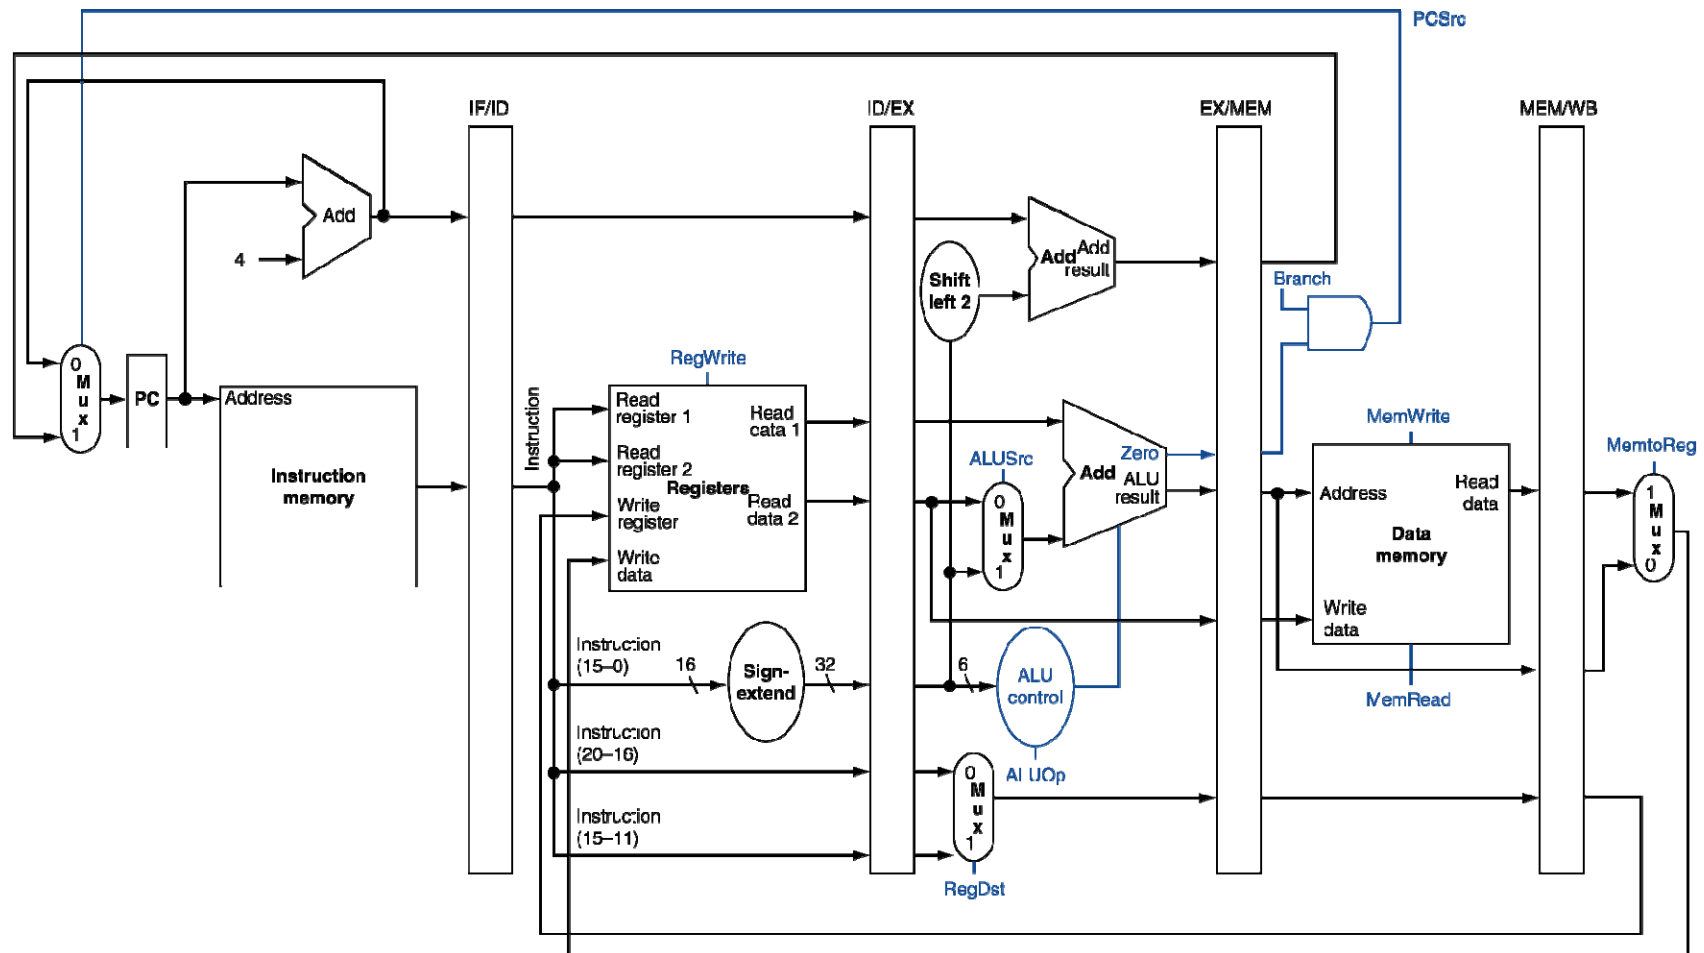 PCSrc
IF/ID
ID/EX
EX/MEM
MEM/WB
Add
4
Shift
left 2
Add
Add
result
Branch
0
M
u
x
1
PC
Address
Instruction
memory
Instruction
RegWrite
Read
register 1
Read
register 2
Write
register
Write
data
Registers
Read
data 1
Read
data 2
ALUSrc
0
M
u
x
1
Add
Zero
ALU
result
MemWrite
Address
Read
data
Data
memory
Write
data
MemRead
MemtoReg
1
M
u
x
0
Instruction
(15–0)
16
Sign-
extend
32
6
ALU
control
ALUOp
Instruction
(20–16)
Instruction
(15–11)
0
M
u
x
1
RegDst